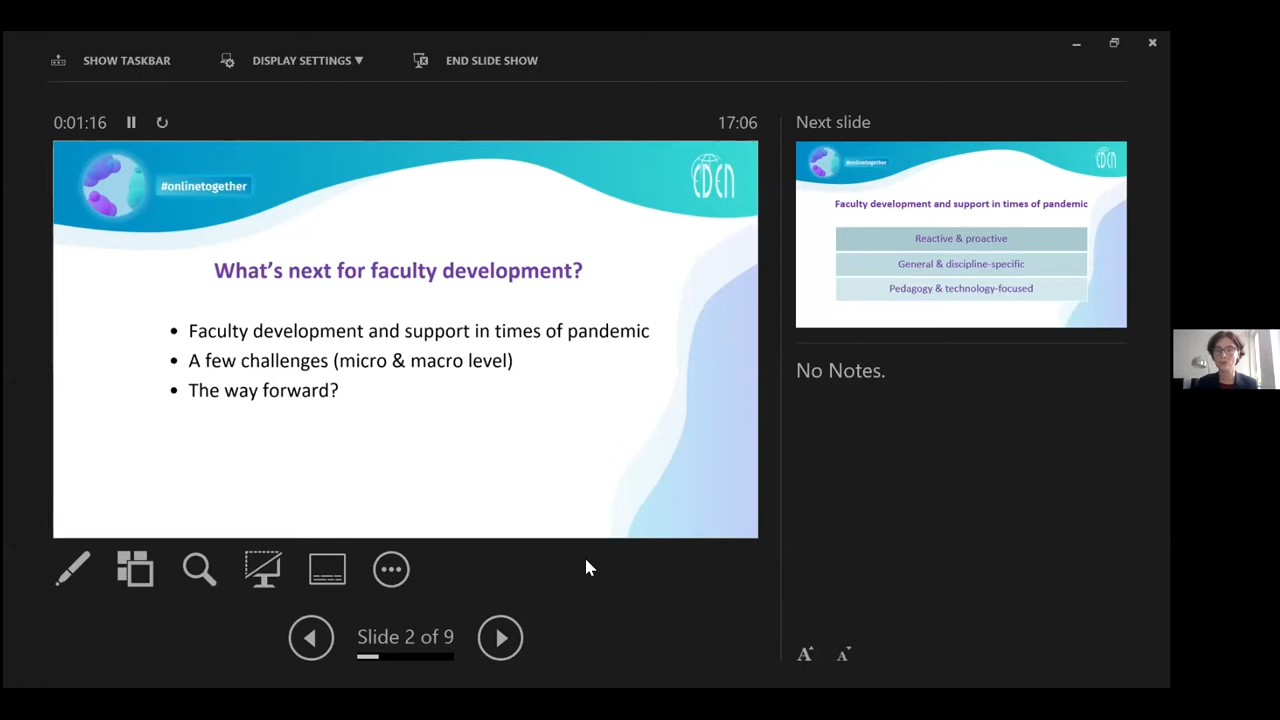 SHOW TASKBAR
DISPLAY SETTINGS ▼
END SLIDE SHOW
0:01:16
17:06
#onlinetogether
EDEN
What's next for faculty development?
• Faculty development and support in times of pandemic
• A few challenges (micro & macro level)
• The way forward?
Slide 2 of 9
Next slide
#onlinetogether
EDEN
Faculty development and support in times of pandemic
Reactive & proactive
General & discipline-specific
Pedagogy & technology-focused
No Notes.
A
A